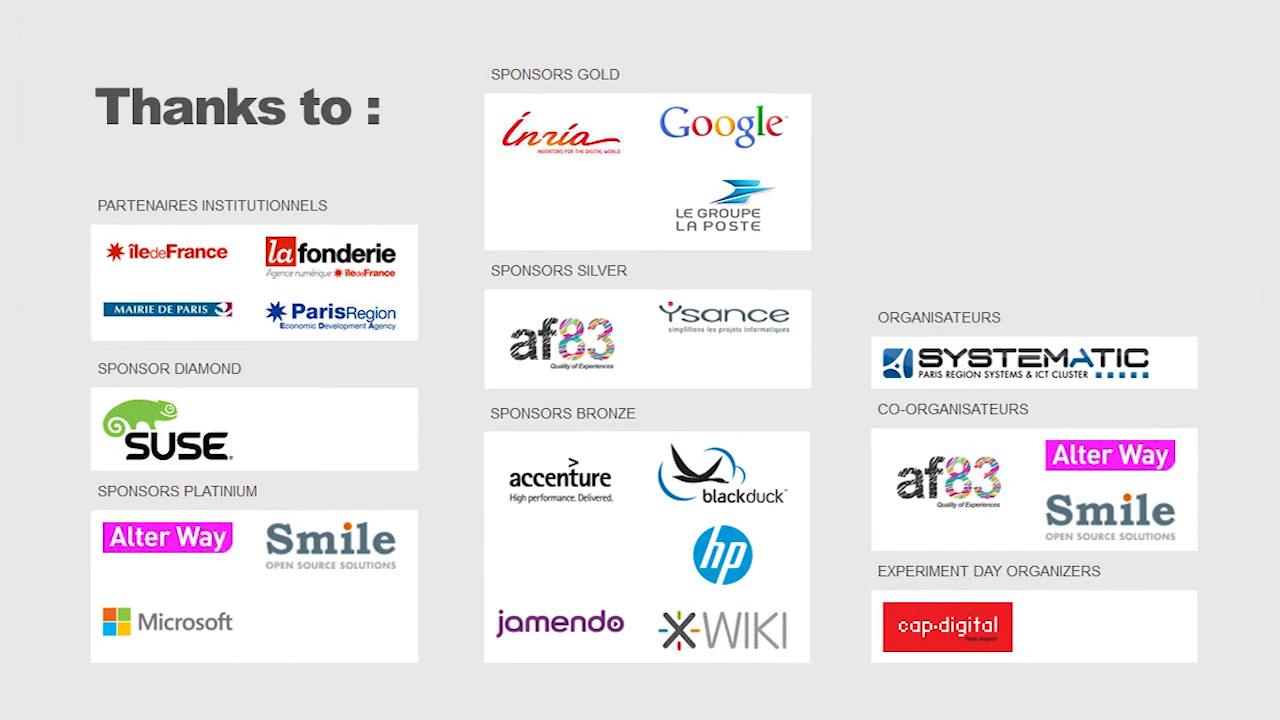 Thanks to :
PARTENAIRES INSTITUTIONNELS
îledeFrance
lafonderie
Agence numérique îledeFrance
MAIRIE DE PARIS
ParisRegion
Economic Development Agency
SPONSOR DIAMOND
SUSE
SPONSORS PLATINIUM
Alter Way
Smile
OPEN SOURCE SOLUTIONS
Microsoft
SPONSORS GOLD
Inria
INVENTORS FOR THE DIGITAL WORLD
Google
LE GROUPE
LA POSTE
SPONSORS SILVER
af83
Quality of Experiences
Ysance
simplifions les projets informatiques
SPONSORS BRONZE
accenture
High performance. Delivered.
blackduck
hp
jamendo
XWIKI
ORGANISATEURS
SYSTEMATIC
PARIS REGION SYSTEMS & ICT CLUSTER
CO-ORGANISATEURS
af83
Quality of Experiences
Alter Way
Smile
OPEN SOURCE SOLUTIONS
EXPERIMENT DAY ORGANIZERS
cap·digital
Paris Region